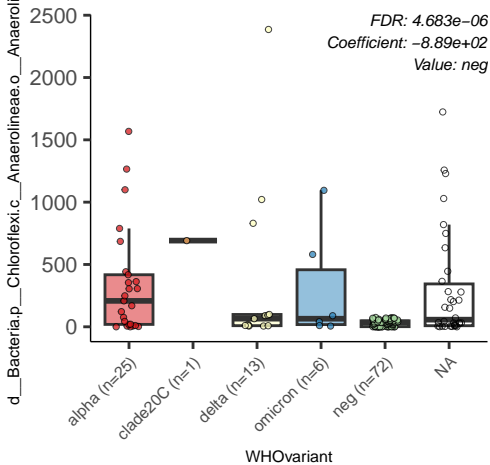 d__Bacteria.p__Chloroflexi.c__Anaerolineae.o__Anaeroli
FDR: 4.683e−06
Coefficient: −8.89e+02
Value: neg
2500
2000
1500
1000
500
0
alpha (n=25)
clade20C (n=1)
delta (n=13)
omicron (n=6)
neg (n=72)
NA
WHOvariant